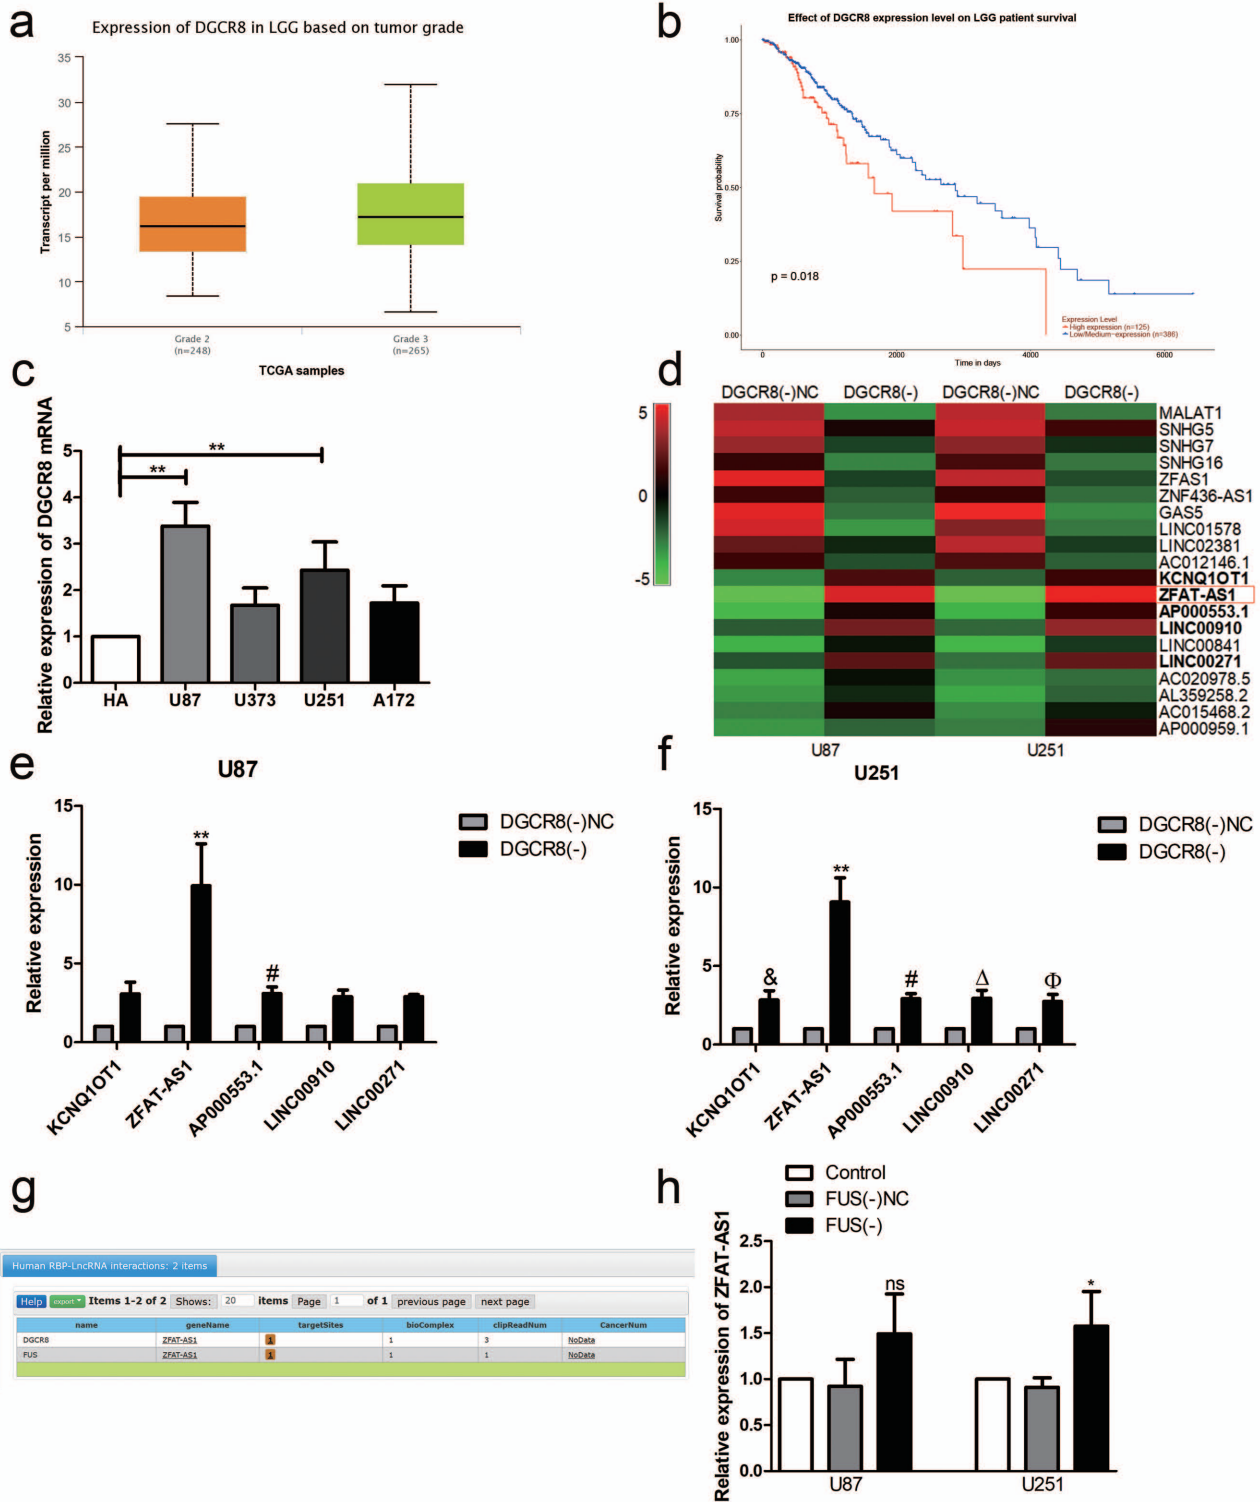 a
Expression of DGCR8 in LGG based on tumor grade
Transcript per million
35
30
25
20
15
10
5
Grade 2
(n=248)
Grade 3
(n=265)
TCGA samples
b
Effect of DGCR8 expression level on LGG patient survival
Survival probability
1.00
0.75
0.50
0.25
0.00
p = 0.018
Expression Level
High expression (n=125)
Low/Medium-expression (n=386)
0 2000 4000 6000
Time in days
c
Relative expression of DGCR8 mRNA
5
4
3
2
1
0
**
**
HA U87 U373 U251 A172
d
DGCR8(-)NC DGCR8(-) DGCR8(-)NC DGCR8(-)
5
0
-5
MALAT1
SNHG5
SNHG7
SNHG16
ZFAS1
ZNF436-AS1
GAS5
LINC01578
LINC02381
AC012146.1
KCNQ1OT1
ZFAT-AS1
AP000553.1
LINC00910
LINC00841
LINC00271
AC020978.5
AL359258.2
AC015468.2
AP000959.1
U87 U251
e
U87
Relative expression
15
10
5
0
DGCR8(-)NC
DGCR8(-)
**
#
KCNQ1OT1 ZFAT-AS1 AP000553.1 LINC00910 LINC00271
f
U251
Relative expression
15
10
5
0
DGCR8(-)NC
DGCR8(-)
& ** # Δ Φ
KCNQ1OT1 ZFAT-AS1 AP000553.1 LINC00910 LINC00271
g
Human RBP-LncRNA interactions: 2 items
Help export Items 1-2 of 2 Shows: 20 items Page 1 of 1 previous page next page
name geneName targetSites bioComplex clipReadNum CancerNum
DGCR8 ZFAT-AS1 1 1 3 NoData
FUS ZFAT-AS1 1 1 1 NoData
h
Control
FUS(-)NC
FUS(-)
Relative expression of ZFAT-AS1
2.5
2.0
1.5
1.0
0.5
0.0
ns
*
U87 U251